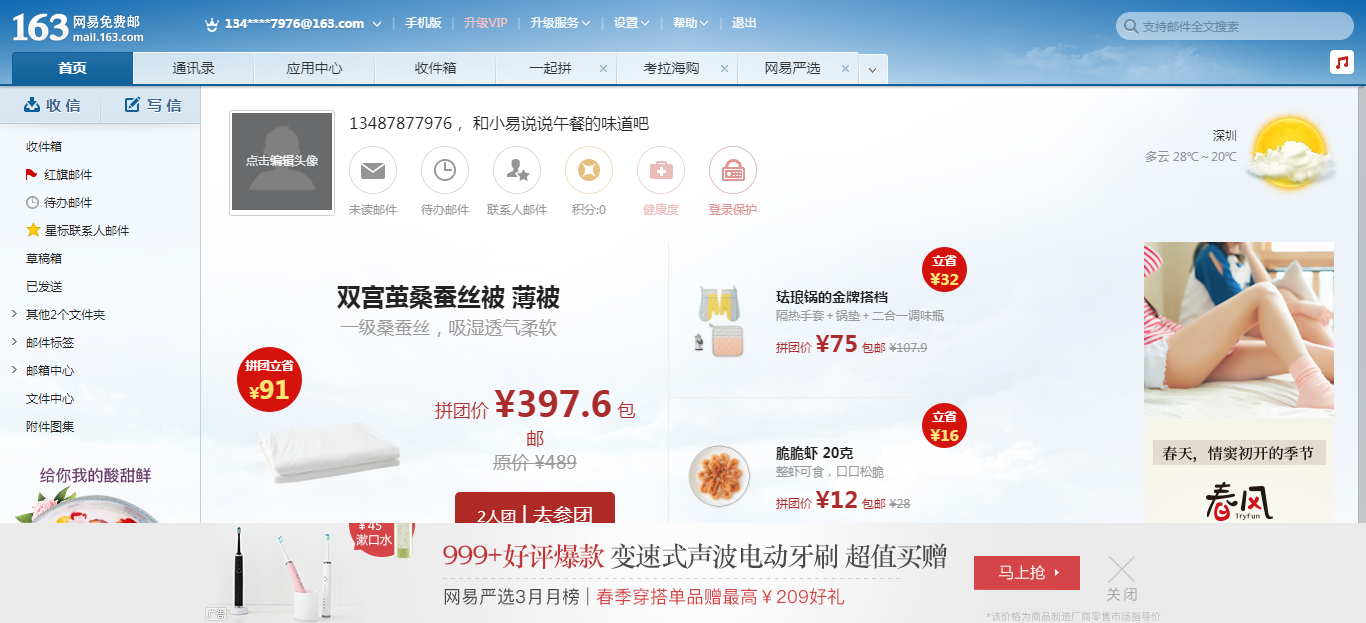 163 网易免费邮
mail.163.com
134****7976@163.com
手机版
升级VIP
升级服务
设置
帮助
退出
支持邮件全文搜索
首页
通讯录
应用中心
收件箱
一起拼
考拉海购
网易严选
收信
写信
收件箱
红旗邮件
待办邮件
星标联系人邮件
草稿箱
已发送
其他2个文件夹
邮件标签
邮箱中心
文件中心
附件图集
给你我的酸甜鲜
点击编辑头像
13487877976 ，和小易说说午餐的味道吧
未读邮件
待办邮件
联系人邮件
积分:0
健康度
登录保护
深圳
多云 28℃~20℃
双宫茧桑蚕丝被 薄被
一级桑蚕丝，吸湿透气柔软
拼团立省
¥91
拼团价 ¥397.6 包
邮
原价 ¥489
2人团 | 去参团
立省
¥32
珐琅锅的金牌搭档
隔热手套+锅垫+二合一调味瓶
拼团价 ¥75 包邮 ¥107.9
立省
¥16
脆脆虾 20克
整虾可食，口口松脆
拼团价 ¥12 包邮 ¥28
春天，情窦初开的季节
春风
TryFun
¥45
漱口水
999+好评爆款 变速式声波电动牙刷 超值买赠
网易严选3月月榜 | 春季穿搭单品赠最高￥209好礼
马上抢
关闭
广告
*该价格为商品制造厂商零售市场指导价